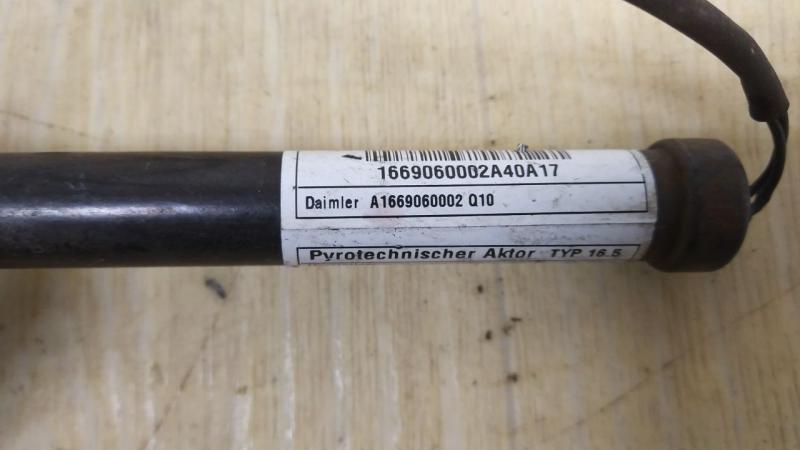 1669060002A40A17
Daimler A1669060002 Q10
Pyrotechnischer Aktor TYP 16.5